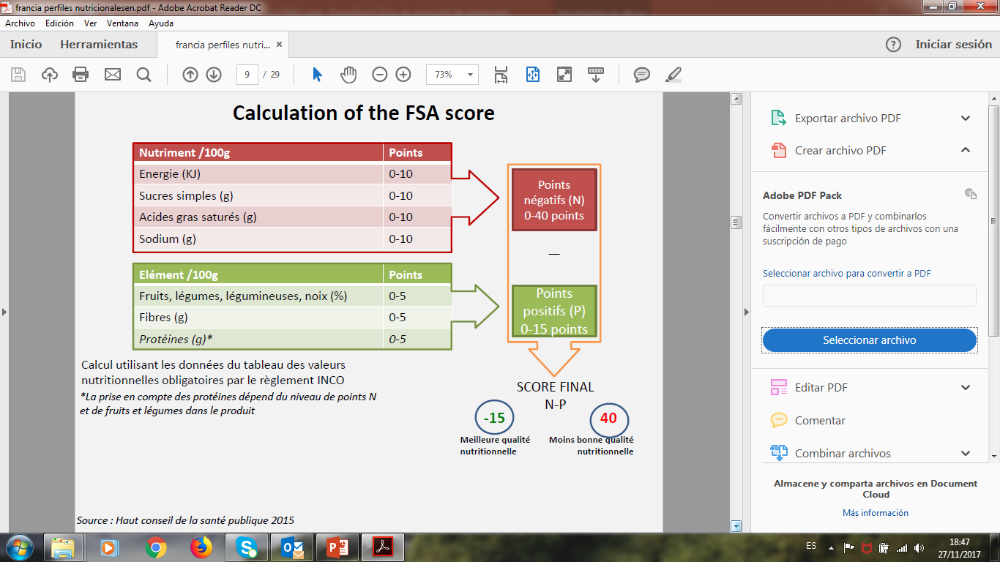 francia perfiles nutricionalesen.pdf - Adobe Acrobat Reader DC
Archivo Edición Ver Ventana Ayuda
Inicio Herramientas francia perfiles nutri... × Iniciar sesión
9 / 29 73%
Calculation of the FSA score
Nutriment /100g Points
Energie (KJ) 0-10
Sucres simples (g) 0-10
Acides gras saturés (g) 0-10
Sodium (g) 0-10
Points
négatifs (N)
0-40 points
—
Elément /100g Points
Fruits, légumes, légumineuses, noix (%) 0-5
Fibres (g) 0-5
Protéines (g)* 0-5
Points
positifs (P)
0-15 points
Calcul utilisant les données du tableau des valeurs
nutritionnelles obligatoires par le règlement INCO
*La prise en compte des protéines dépend du niveau de points N
et de fruits et légumes dans le produit
SCORE FINAL
N-P
-15
Meilleure qualité
nutritionnelle
40
Moins bonne qualité
nutritionnelle
Source : Haut conseil de la santé publique 2015
Exportar archivo PDF
Crear archivo PDF
Adobe PDF Pack
Convertir archivos a PDF y combinarlos
fácilmente con otros tipos de archivos con una
suscripción de pago
Seleccionar archivo para convertir a PDF
Seleccionar archivo
Editar PDF
Comentar
Combinar archivos
Almacene y comparta archivos en Document
Cloud
Más información
ES
18:47
27/11/2017